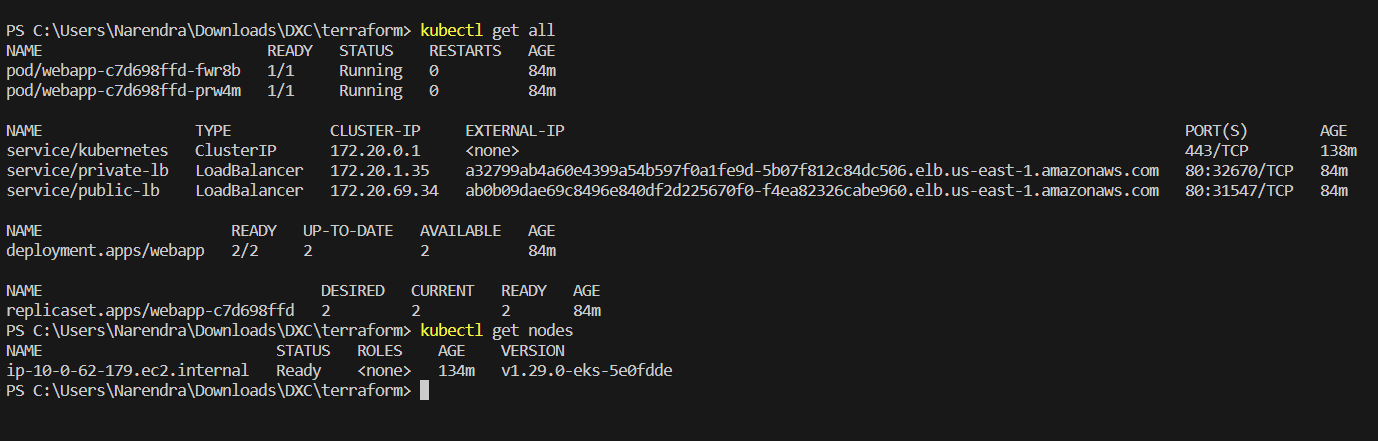 PS C:\Users\Narendra\Downloads\DXC\terraform> kubectl get all
NAME READY STATUS RESTARTS AGE
pod/webapp-c7d698ffd-fwr8b 1/1 Running 0 84m
pod/webapp-c7d698ffd-prw4m 1/1 Running 0 84m
NAME TYPE CLUSTER-IP EXTERNAL-IP PORT(S) AGE
service/kubernetes ClusterIP 172.20.0.1 <none> 443/TCP 138m
service/private-lb LoadBalancer 172.20.1.35 a32799ab4a60e4399a54b597f0a1fe9d-5b07f812c84dc506.elb.us-east-1.amazonaws.com 80:32670/TCP 84m
service/public-lb LoadBalancer 172.20.69.34 ab0b09dae69c8496e840df2d225670f0-f4ea82326cabe960.elb.us-east-1.amazonaws.com 80:31547/TCP 84m
NAME READY UP-TO-DATE AVAILABLE AGE
deployment.apps/webapp 2/2 2 2 84m
NAME DESIRED CURRENT READY AGE
replicaset.apps/webapp-c7d698ffd 2 2 2 84m
PS C:\Users\Narendra\Downloads\DXC\terraform> kubectl get nodes
NAME STATUS ROLES AGE VERSION
ip-10-0-62-179.ec2.internal Ready <none> 134m v1.29.0-eks-5e0fdde
PS C:\Users\Narendra\Downloads\DXC\terraform>